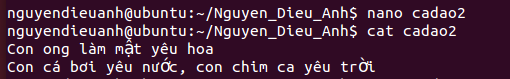 nguyendieuanh@ubuntu:~/Nguyen_Dieu_Anh$ nano cadao2
nguyendieuanh@ubuntu:~/Nguyen_Dieu_Anh$ cat cadao2
Con ong làm mật yêu hoa
Con cá bơi yêu nước, con chim ca yêu trời